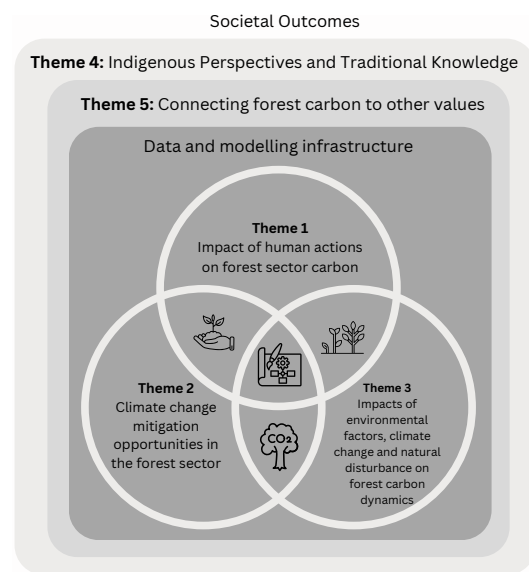 Societal Outcomes
Theme 4: Indigenous Perspectives and Traditional Knowledge
Theme 5: Connecting forest carbon to other values
Data and modelling infrastructure
Theme 1
Impact of human actions
on forest sector carbon
Theme 2
Climate change
mitigation
opportunities in
the forest sector
Theme 3
Impacts of
environmental
factors, climate
change and natural
disturbance on
forest carbon
dynamics
CO2